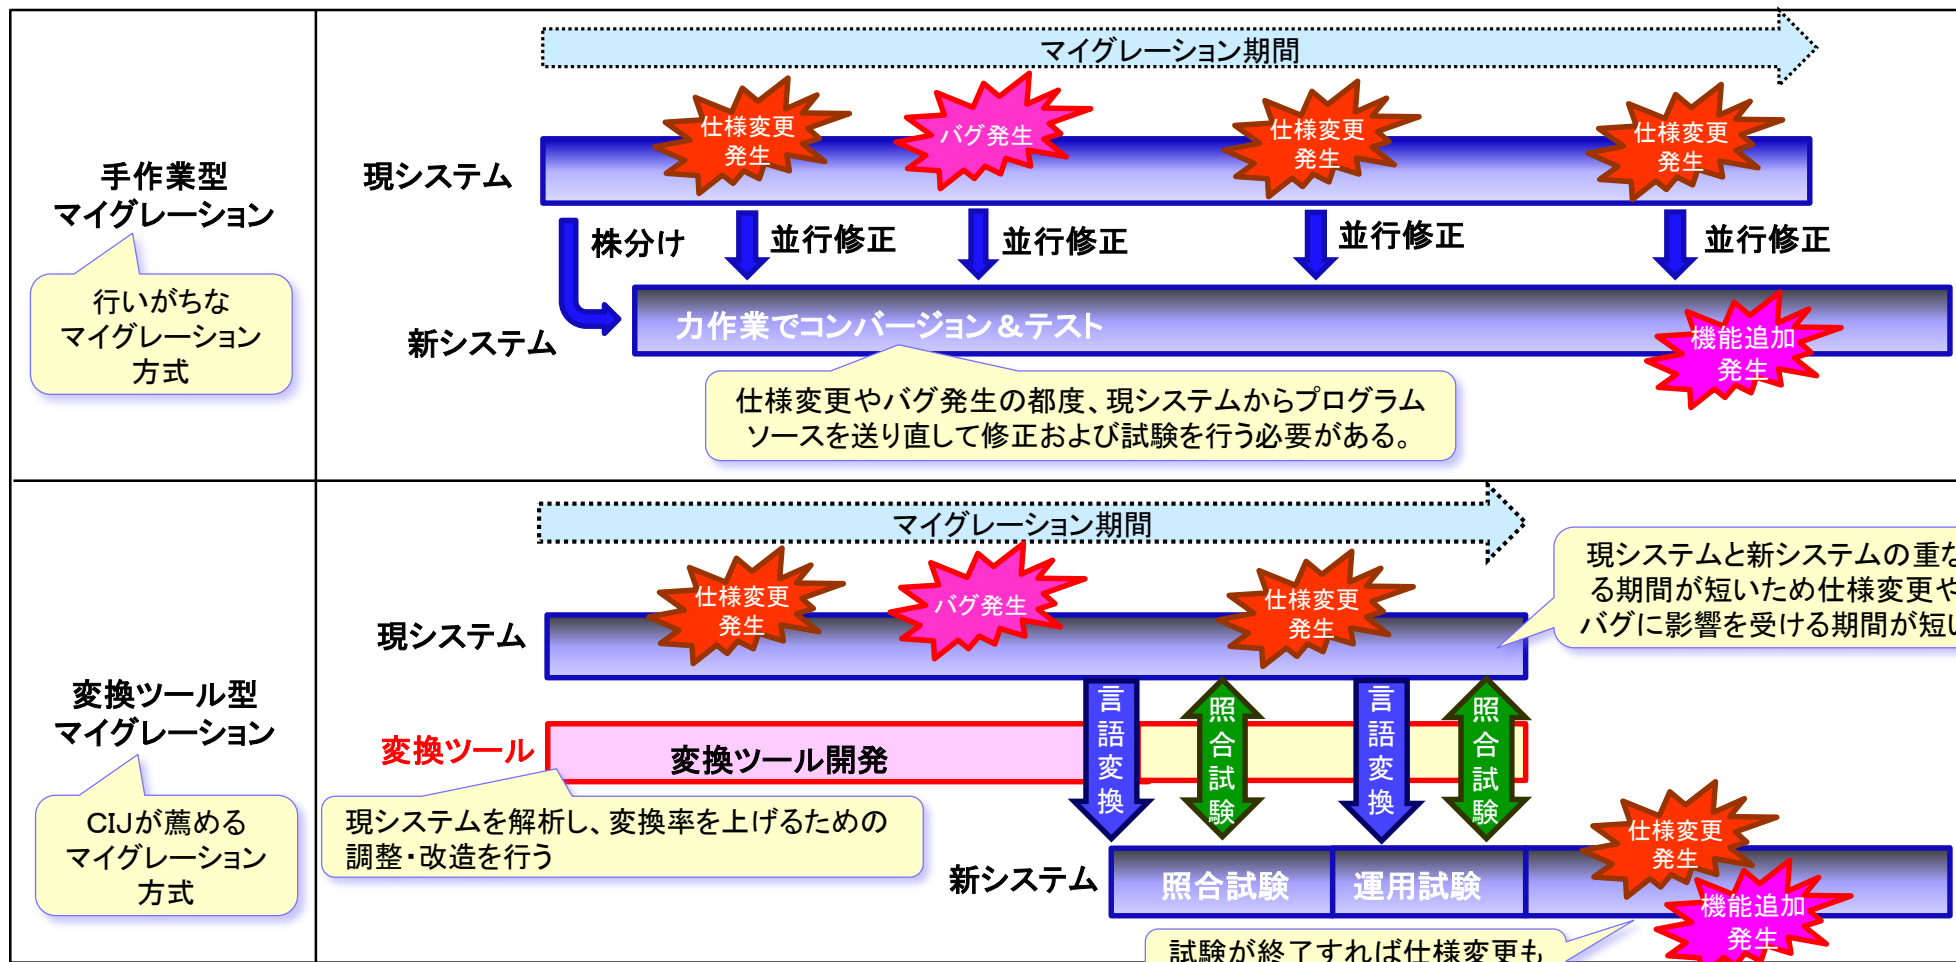 マイグレーション期間
仕様変更
発生
バグ発生
仕様変更
発生
仕様変更
発生
手作業型
マイグレーション
現システム
株分け
並行修正
並行修正
並行修正
並行修正
行いがちな
マイグレーション
方式
新システム
力作業でコンバージョン&テスト
機能追加
発生
仕様変更やバグ発生の都度、現システムからプログラム
ソースを送り直して修正および試験を行う必要がある。
マイグレーション期間
仕様変更
発生
バグ発生
仕様変更
発生
現システムと新システムの重な
る期間が短いため仕様変更や
バグに影響を受ける期間が短い
現システム
変換ツール型
マイグレーション
変換ツール
変換ツール開発
言語変換
照合試験
言語変換
照合試験
CIJが薦める
マイグレーション
方式
現システムを解析し、変換率を上げるための
調整・改造を行う
新システム
照合試験
運用試験
仕様変更
発生
機能追加
発生
試験が終了すれば仕様変更も